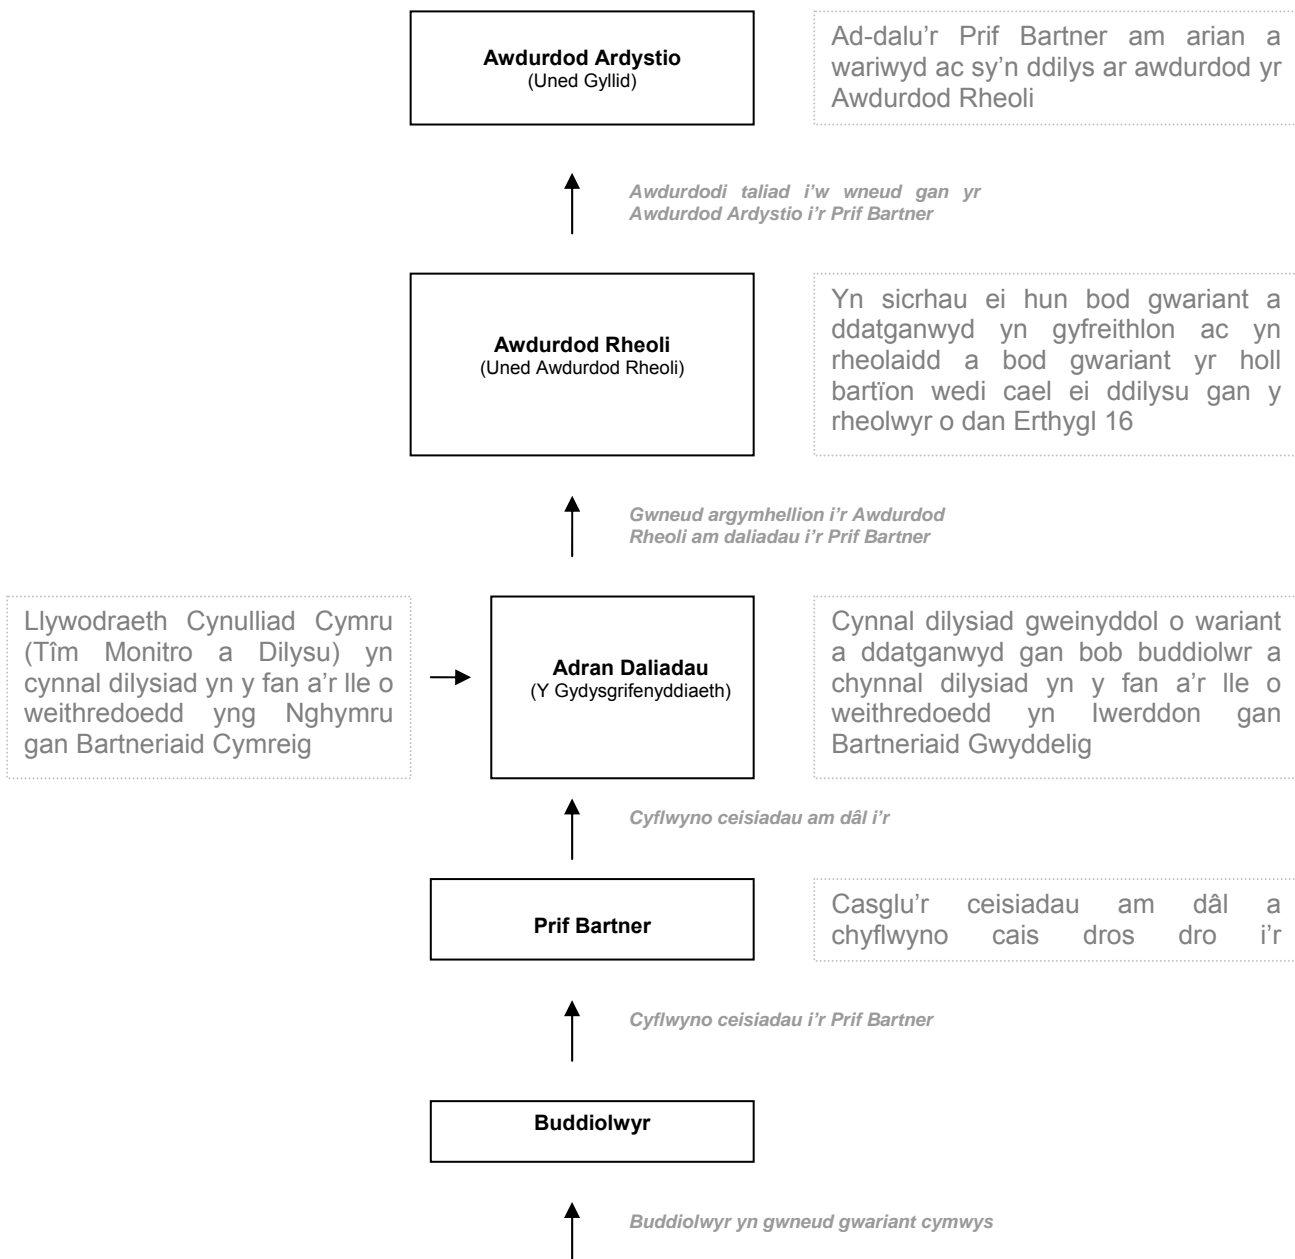 Awdurdod Ardystio
(Uned Gyllid)
Ad-dalu’r Prif Bartner am arian a
wariwyd ac sy’n ddilys ar awdurdod yr
Awdurdod Rheoli
Awdurdodi taliad i’w wneud gan yr
Awdurdod Ardystio i’r Prif Bartner
Awdurdod Rheoli
(Uned Awdurdod Rheoli)
Yn sicrhau ei hun bod gwariant a
ddatganwyd yn gyfreithlon ac yn
rheolaidd a bod gwariant yr holl
bartïon wedi cael ei ddilysu gan y
rheolwyr o dan Erthygl 16
Gwneud argymhellion i’r Awdurdod
Rheoli am daliadau i’r Prif Bartner
Llywodraeth Cynulliad Cymru
(Tîm Monitro a Dilysu) yn
cynnal dilysiad yn y fan a’r lle o
weithredoedd yng Nghymru
gan Bartneriaid Cymreig
Adran Daliadau
(Y Gydysgrifenyddiaeth)
Cynnal dilysiad gweinyddol o wariant
a ddatganwyd gan bob buddiolwr a
chynnal dilysiad yn y fan a’r lle o
weithredoedd yn Iwerddon gan
Bartneriaid Gwyddelig
Cyflwyno ceisiadau am dâl i’r
Prif Bartner
Casglu’r ceisiadau am dâl a
chyflwyno cais dros dro i’r
Cyflwyno ceisiadau i’r Prif Bartner
Buddiolwyr
Buddiolwyr yn gwneud gwariant cymwys